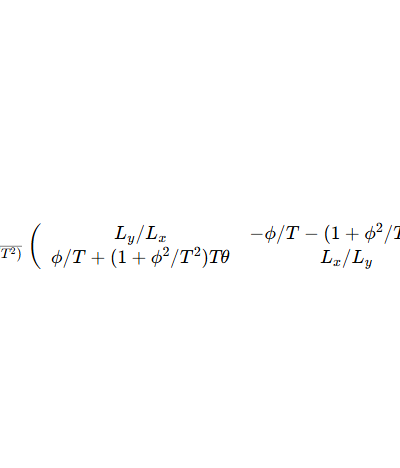 L_y/L_x −ϕ/T − (1 + ϕ²/T
T²) (
ϕ/T + (1 + ϕ²/T²)Tθ L_x/L_y